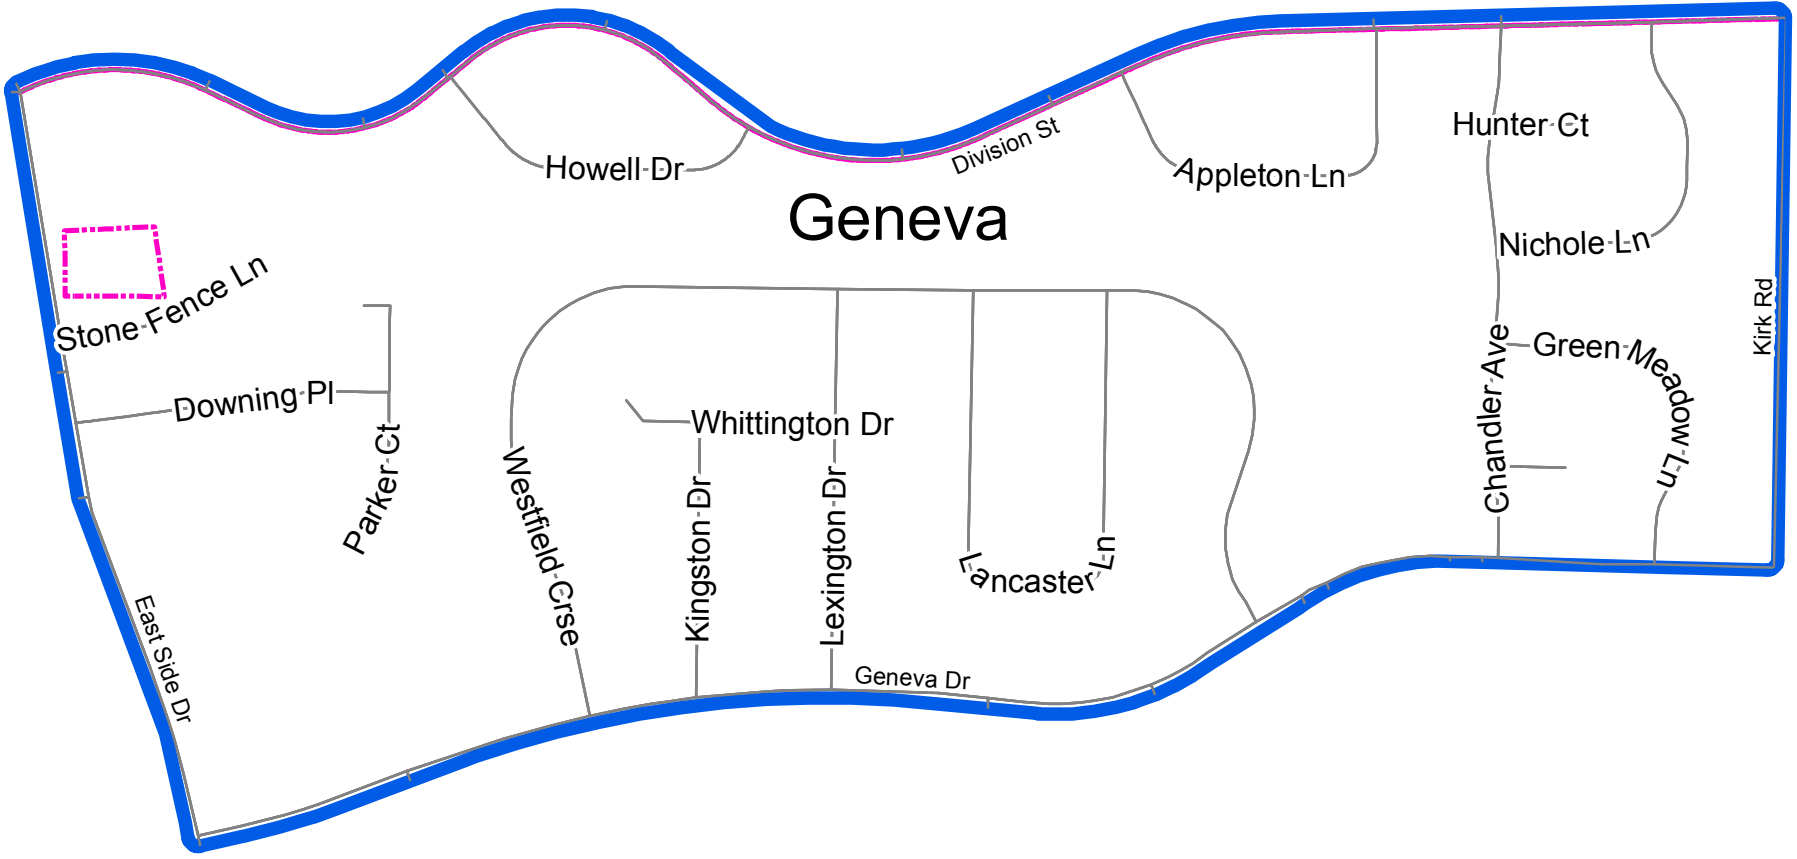 Division St
Hunter Ct
Howell Dr
Appleton Ln
Geneva
Nichole Ln
Stone Fence Ln
Kirk Rd
Green Meadow Ln
Chandler Ave
Downing Pl
Whittington Dr
Parker Ct
Westfield Crse
Kingston Dr
Lexington Dr
Lancaster Ln
East Side Dr
Geneva Dr